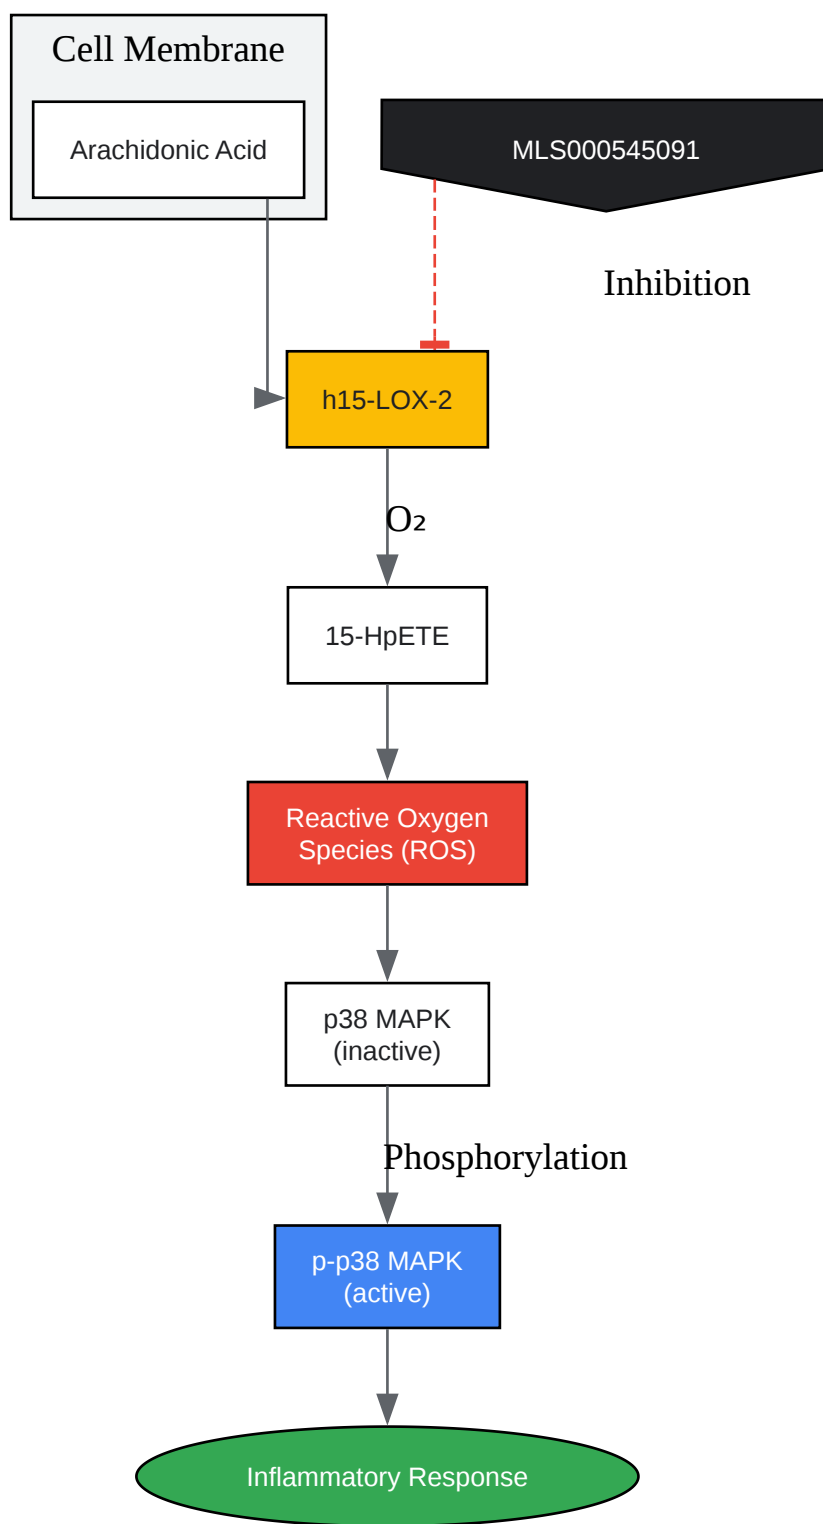 Cell Membrane
Arachidonic Acid
MLS000545091
Inhibition
h15-LOX-2
O₂
15-HpETE
Reactive Oxygen
Species (ROS)
p38 MAPK
(inactive)
Phosphorylation
p-p38 MAPK
(active)
Inflammatory Response